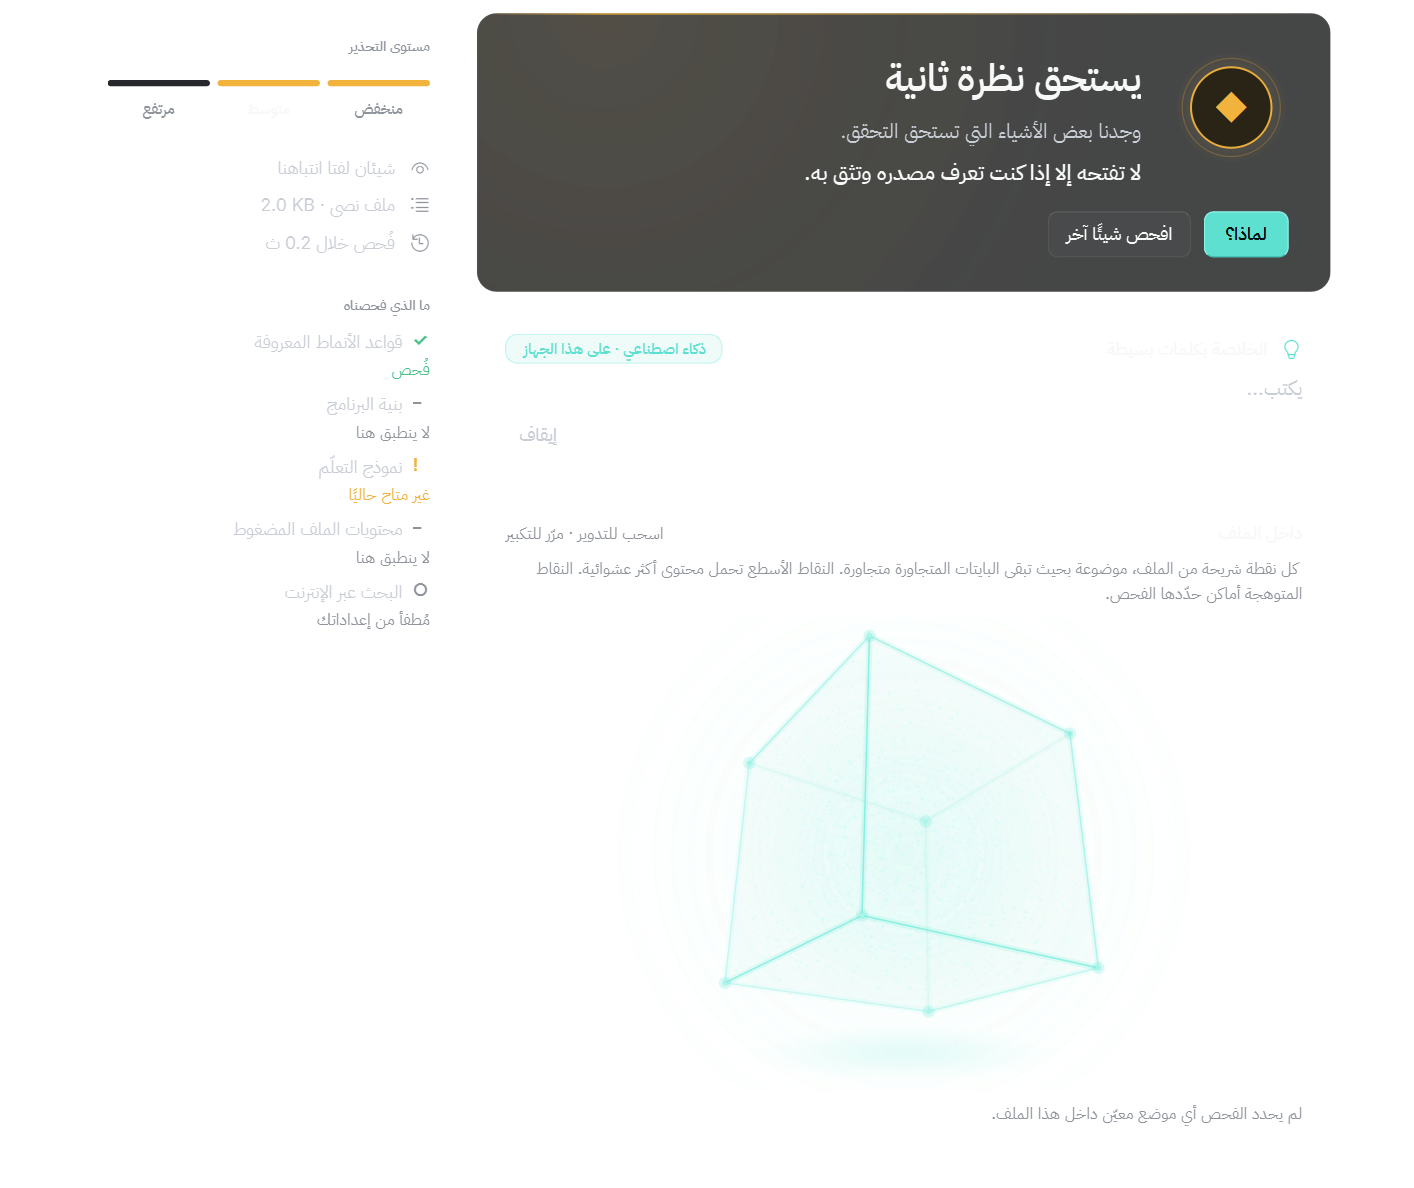 يستحق نظرة ثانية
وجدنا بعض الأشياء التي تستحق التحقق.
لا تفتحه إلا إذا كنت تعرف مصدره وتثق به.
لماذا؟
افحص شيئًا آخر
الخلاصة بكلمات بسيطة
ذكاء اصطناعي · على هذا الجهاز
يكتب...
إيقاف
داخل الملف
اسحب للتدوير · مرّر للتكبير
كل نقطة شريحة من الملف، موضوعة بحيث تبقى البايتات المتجاورة متجاورة. النقاط الأسطع تحمل محتوى أكثر عشوائية. النقاط
المتوهجة أماكن حدّدها الفحص.
لم يحدد الفحص أي موضع معيّن داخل هذا الملف.
مستوى التحذير
منخفض
متوسط
مرتفع
شيئان لفتا انتباهنا
ملف نصي · 2.0 KB
فُحص خلال 0.2 ث
ما الذي فحصناه
قواعد الأنماط المعروفة
فُحص
بنية البرنامج
لا ينطبق هنا
نموذج التعلّم
غير متاح حاليًا
محتويات الملف المضغوط
لا ينطبق هنا
البحث عبر الإنترنت
مُطفأ من إعداداتك